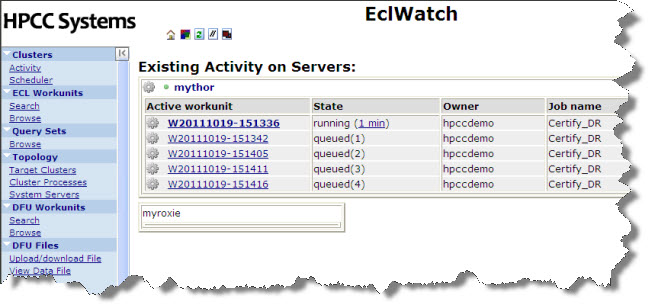 HPCC Systems
EclWatch
Clusters
Activity
Scheduler
ECL Workunits
Search
Browse
Query Sets
Browse
Topology
Target Clusters
Cluster Processes
System Servers
DFU Workunits
Search
Browse
DFU Files
Upload/download File
View Data File
Existing Activity on Servers:
mythor
Active workunit State Owner Job name
W20111019-151336 running (1 min) hpccdemo Certify_DR
W20111019-151342 queued(1) hpccdemo Certify_DR
W20111019-151405 queued(2) hpccdemo Certify_DR
W20111019-151411 queued(3) hpccdemo Certify_DR
W20111019-151416 queued(4) hpccdemo Certify_DR
myroxie